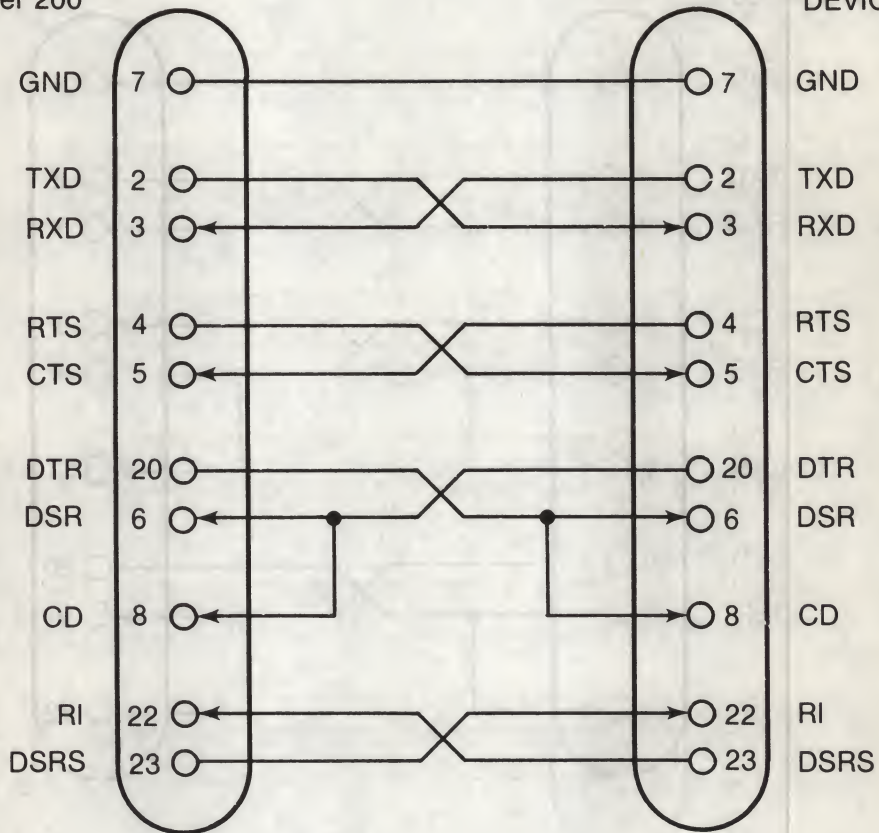 200
GND 7 7 GND
TXD 2 2 TXD
RXD 3 3 RXD
RTS 4 4 RTS
CTS 5 5 CTS
DTR 20 20 DTR
DSR 6 6 DSR
CD 8 8 CD
RI 22 22 RI
DSRS 23 23 DSRS